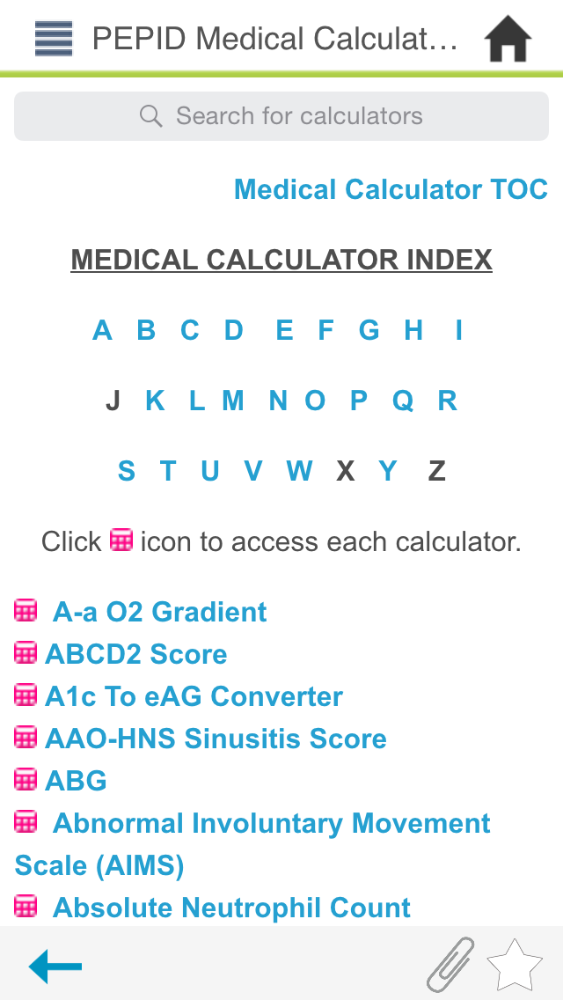 PEPID Medical Calculat...
Search for calculators
Medical Calculator TOC
MEDICAL CALCULATOR INDEX
A B C D E F G H I
J K L M N O P Q R
S T U V W X Y Z
Click icon to access each calculator.
A-a O2 Gradient
ABCD2 Score
A1c To eAG Converter
AAO-HNS Sinusitis Score
ABG
Abnormal Involuntary Movement
Scale (AIMS)
Absolute Neutrophil Count